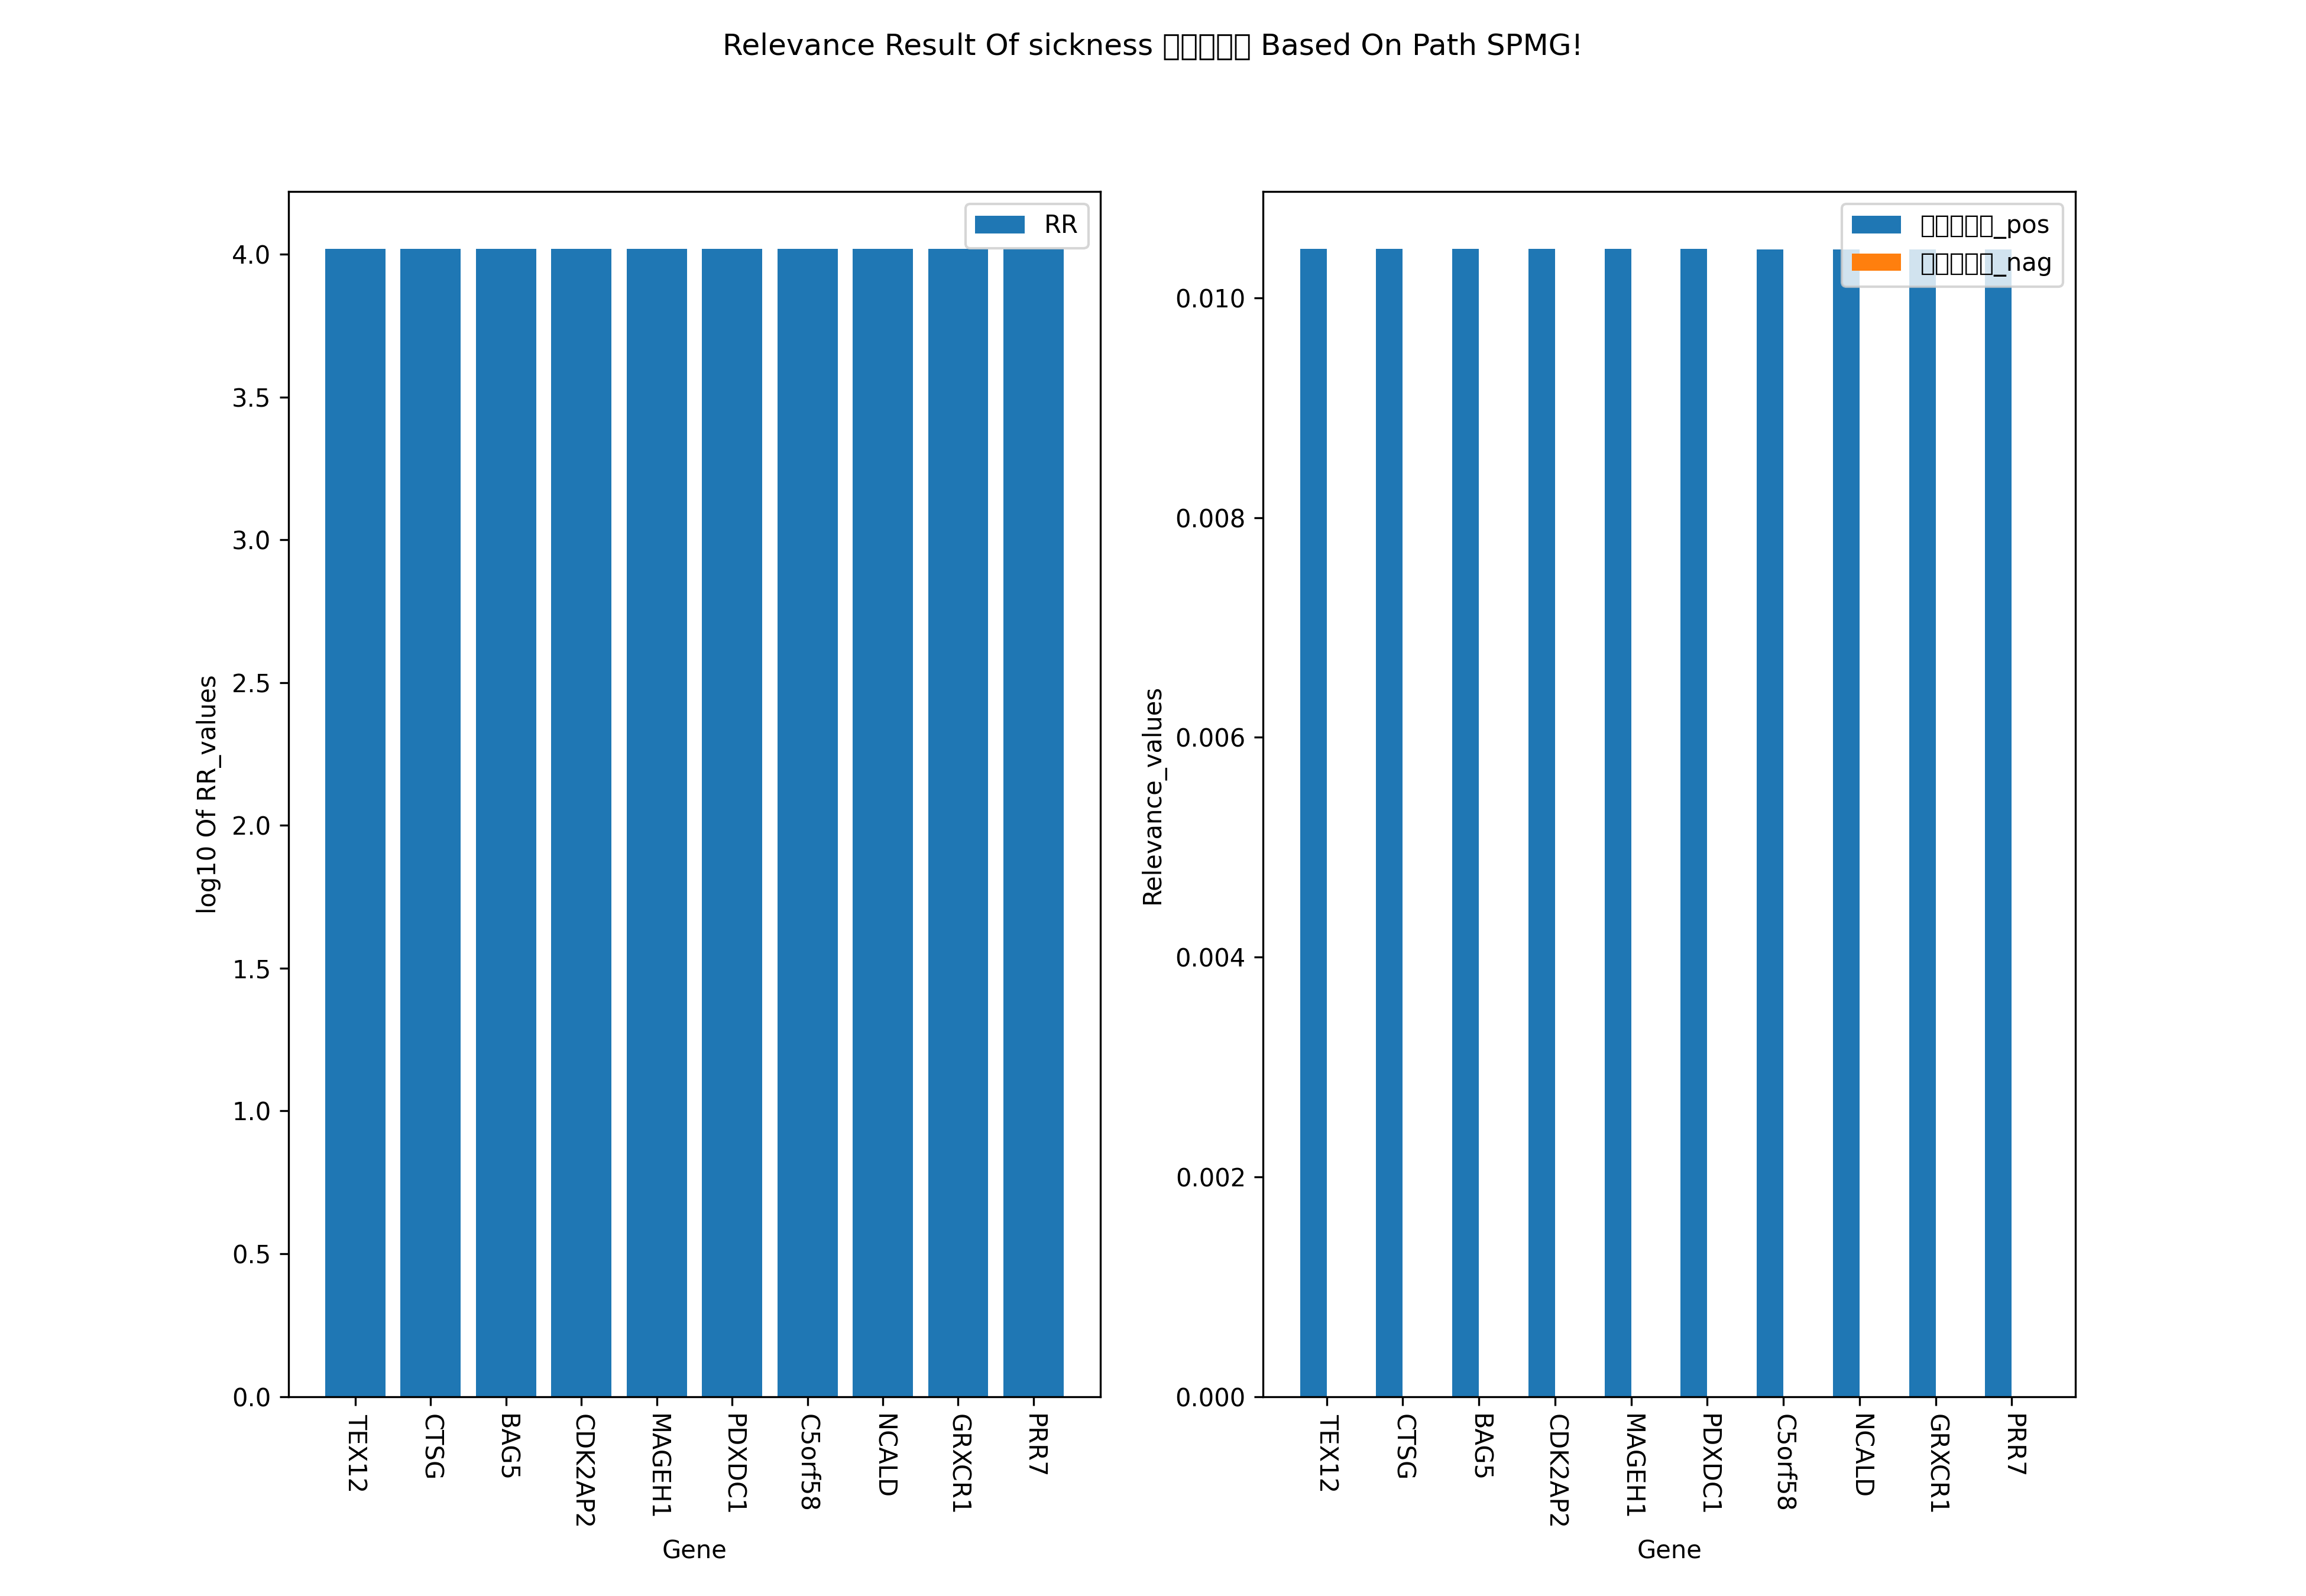 Relevance Result Of sickness Based On Path SPMG!
RR
4.0
3.5
3.0
2.5
2.0
1.5
1.0
0.5
0.0
log10 Of RR_values
TEX12
CTSG
BAG5
CDK2AP2
MAGEH1
PDXDC1
C5orf58
NCALD
GRXCR1
PRR7
Gene
_pos
_nag
0.010
0.008
0.006
0.004
0.002
0.000
Relevance_values
TEX12
CTSG
BAG5
CDK2AP2
MAGEH1
PDXDC1
C5orf58
NCALD
GRXCR1
PRR7
Gene